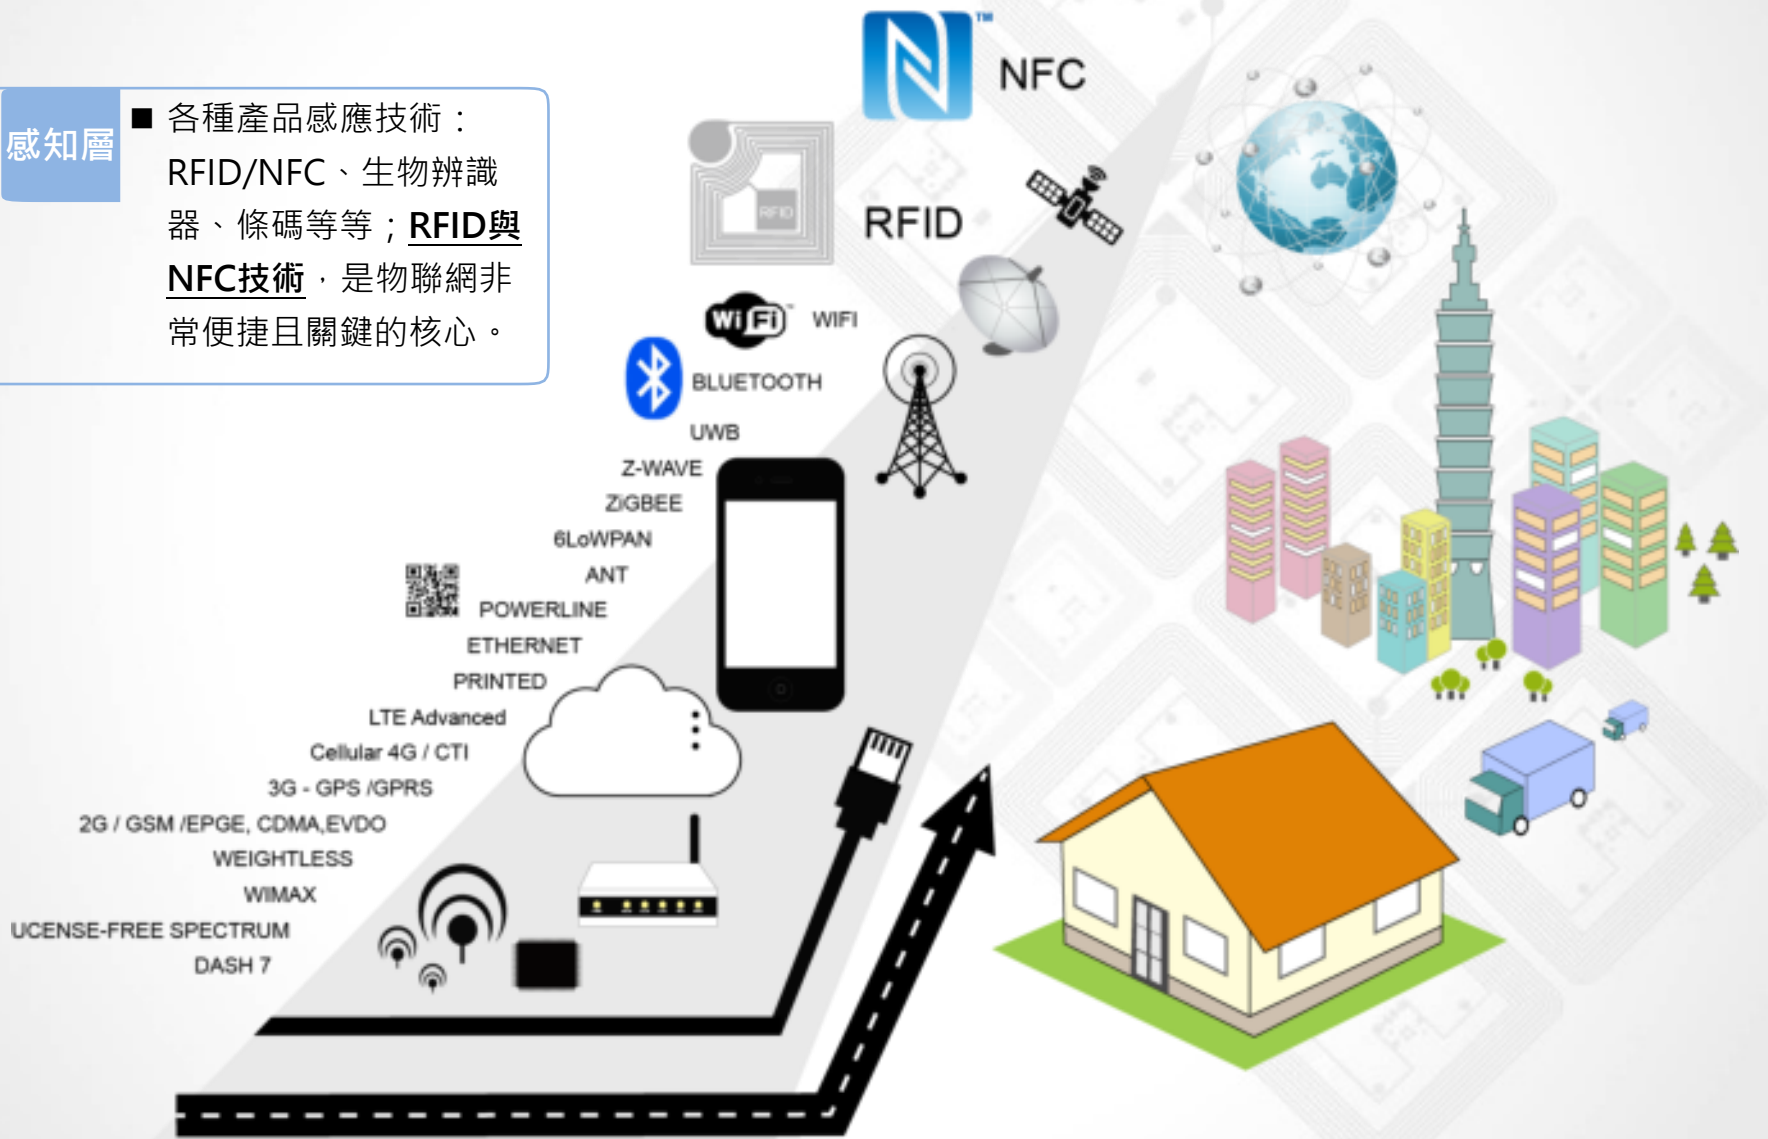 感知層
■ 各種產品感應技術：
RFID/NFC、生物辨識
器、條碼等等；RFID與
NFC技術，是物聯網非
常便捷且關鍵的核心。
NFC
™
RFID
RFID
WiFi™ WIFI
BLUETOOTH
UWB
Z-WAVE
ZiGBEE
6LoWPAN
ANT
POWERLINE
ETHERNET
PRINTED
LTE Advanced
Cellular 4G / CTI
3G - GPS /GPRS
2G / GSM /EPGE, CDMA,EVDO
WEIGHTLESS
WIMAX
UCENSE-FREE SPECTRUM
DASH 7